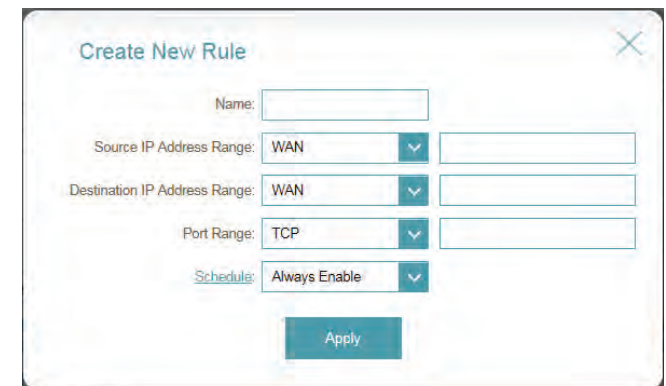 Create New Rule
Name:
Source IP Address Range: WAN
Destination IP Address Range: WAN
Port Range: TCP
Schedule: Always Enable
Apply